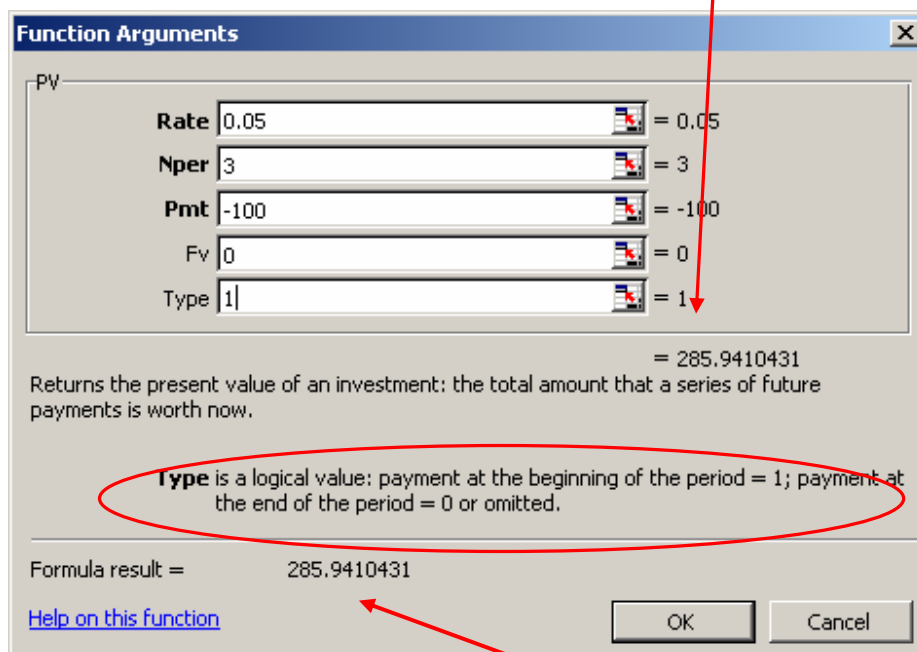 Function Arguments
PV
Rate 0.05 = 0.05
Nper 3 = 3
Pmt -100 = -100
Fv 0 = 0
Type 1 = 1
= 285.9410431
Returns the present value of an investment: the total amount that a series of future
payments is worth now.
Type is a logical value: payment at the beginning of the period = 1; payment at
the end of the period = 0 or omitted.
Formula result = 285.9410431
Help on this function
OK
Cancel